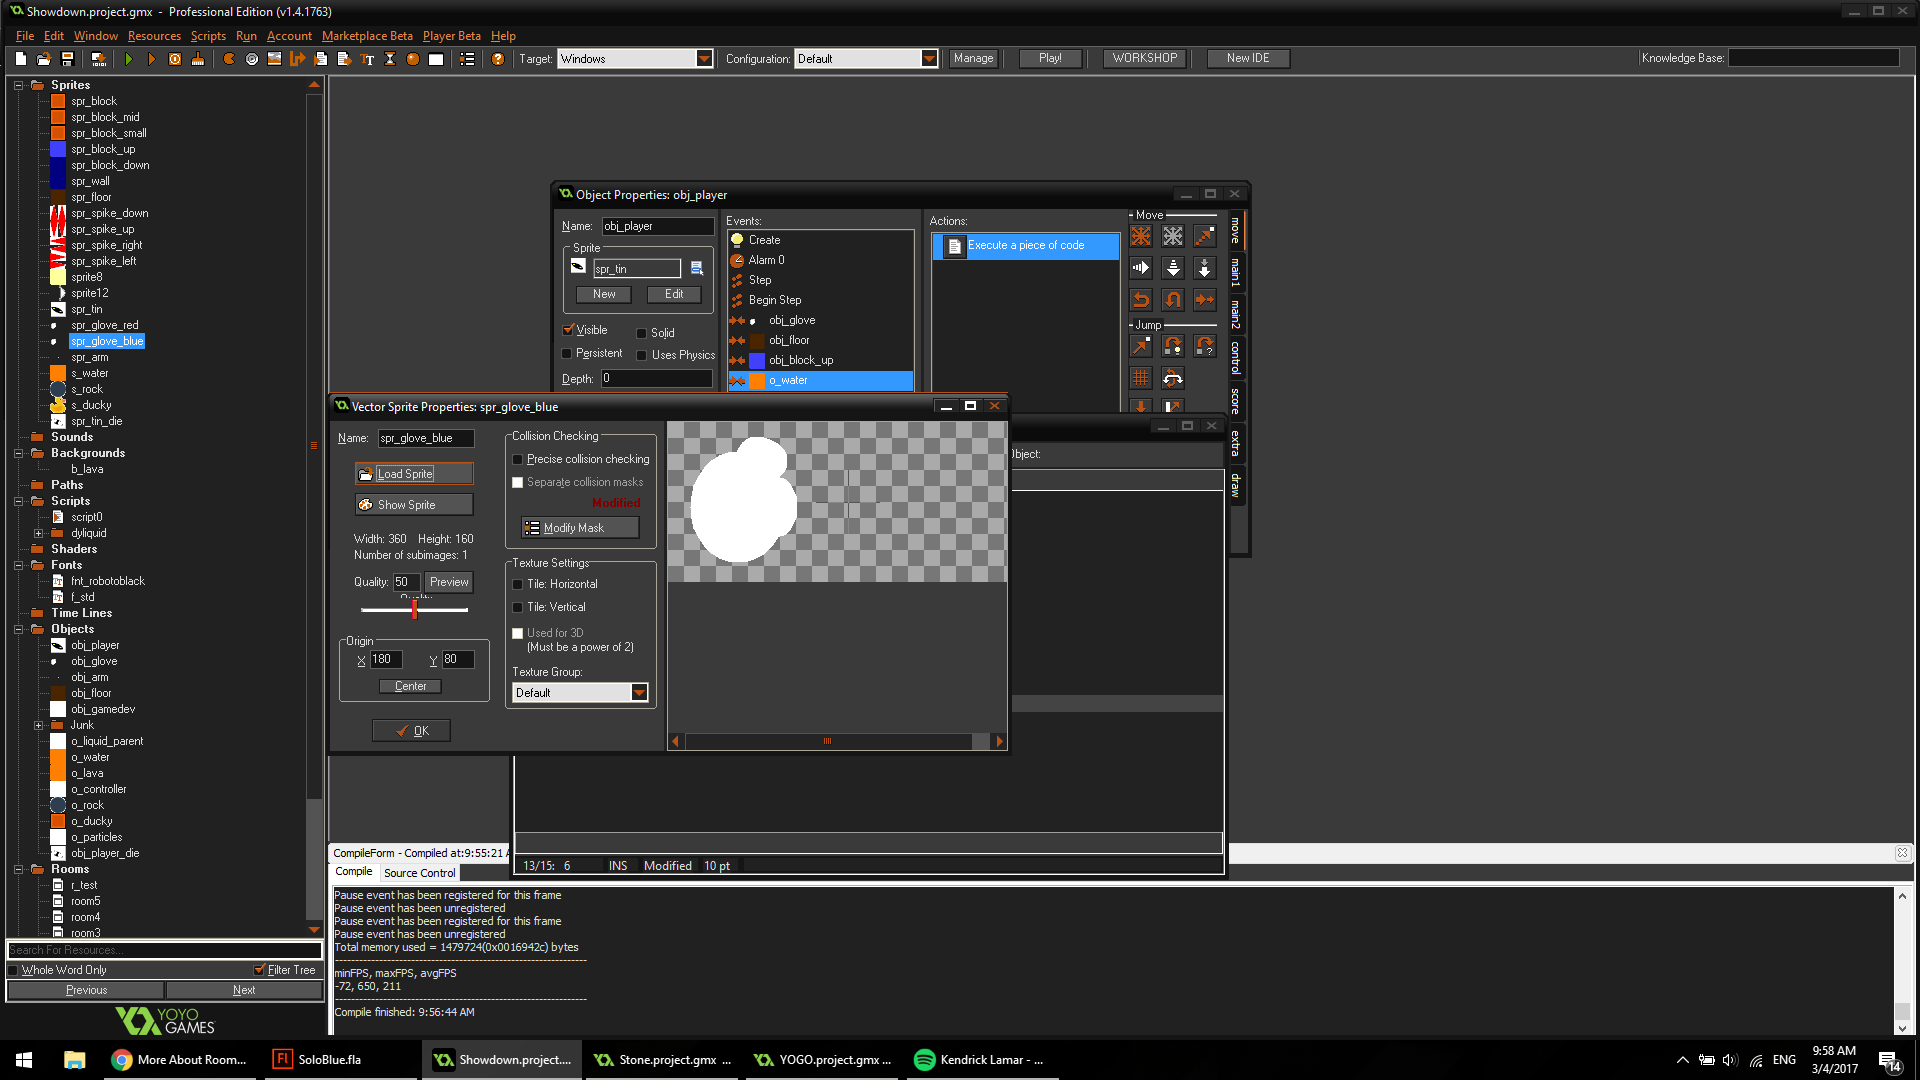 Showdown.project.gmx - Professional Edition (v1.4.1763)
File Edit Window Resources Scripts Run Account Marketplace Beta Player Beta Help
Target: Windows Configuration: Default Manage Play! WORKSHOP New IDE Knowledge Base:
Sprites
spr_block
spr_block_mid
spr_block_small
spr_block_up
spr_block_down
spr_wall
spr_floor
spr_spike_down
spr_spike_up
spr_spike_right
spr_spike_left
sprite8
sprite12
spr_tin
spr_glove_red
spr_glove_blue
spr_arm
s_water
s_rock
s_ducky
spr_tin_die
Sounds
Backgrounds
b_lava
Paths
Scripts
script0
dyliquid
Shaders
Fonts
fnt_robotoblack
f_std
Time Lines
Objects
obj_player
obj_glove
obj_arm
obj_floor
obj_gamedev
Junk
o_liquid_parent
o_water
o_lava
o_controller
o_rock
o_ducky
o_particles
obj_player_die
Rooms
r_test
room5
room4
room3
Search For Resources...
Whole Word Only Filter Tree
Previous Next
YOYO
GAMES
Object Properties: obj_player
Name: obj_player
Sprite
spr_tin
New Edit
Visible Solid
Persistent Uses Physics
Depth: 0
Events:
Create
Alarm 0
Step
Begin Step
obj_glove
obj_floor
obj_block_up
o_water
Actions:
Execute a piece of code
Move
Jump
move
main1
main2
control
score
extra
draw
Vector Sprite Properties: spr_glove_blue
Name: spr_glove_blue
Load Sprite
Show Sprite
Width: 360 Height: 160
Number of subimages: 1
Quality: 50 Preview
Origin
X 180 Y 80
Center
OK
Collision Checking
Precise collision checking
Separate collision masks
Modified
Modify Mask
Texture Settings
Tile: Horizontal
Tile: Vertical
Used for 3D
(Must be a power of 2)
Texture Group:
Default
Object:
13/15: 6 INS Modified 10 pt
CompileForm - Compiled at:9:55:21
Compile Source Control
Pause event has been registered for this frame
Pause event has been unregistered
Pause event has been registered for this frame
Pause event has been unregistered
Total memory used = 1479724(0x0016942c) bytes
minFPS, maxFPS, avgFPS
-72, 650, 211
Compile finished: 9:56:44 AM
More About Room... SoloBlue.fla Showdown.project.... Stone.project.gmx ... YOGO.project.gmx ... Kendrick Lamar - ...
ENG 9:58 AM
3/4/2017
14